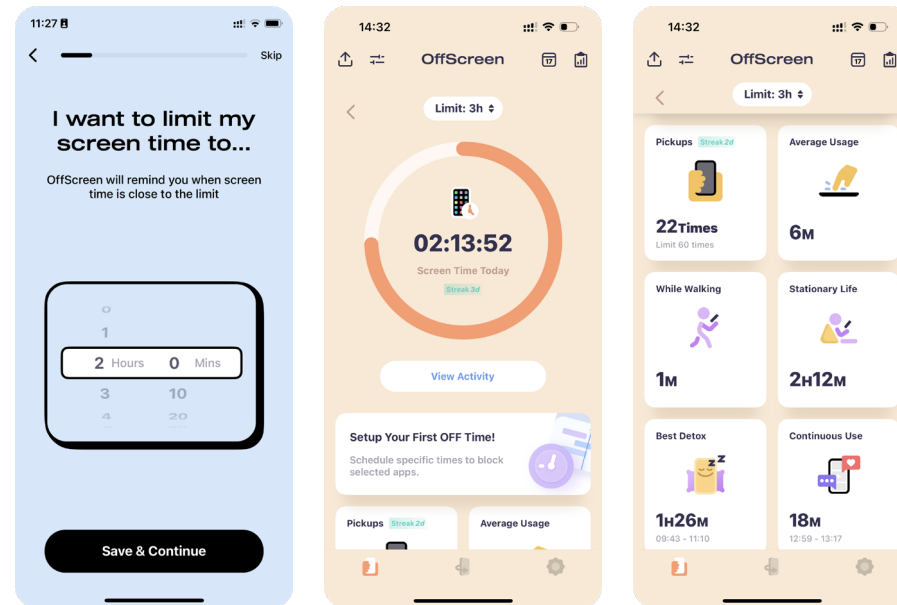 11:27
Skip
I want to limit my
screen time to...
OffScreen will remind you when screen
time is close to the limit
0
1
2 Hours 0 Mins
3 10
4 20
Save & Continue
14:32
OffScreen
17
Limit: 3h
02:13:52
Screen Time Today
Streak 3d
View Activity
Setup Your First OFF Time!
Schedule specific times to block
selected apps.
Pickups Streak 2d
Average Usage
14:32
OffScreen
17
Limit: 3h
Pickups Streak 2d
Average Usage
22Times
Limit 60 times
6M
While Walking
Stationary Life
1M
2H12M
Best Detox
Continuous Use
zz
1H26M
09:43 - 11:10
18M
12:59 - 13:17